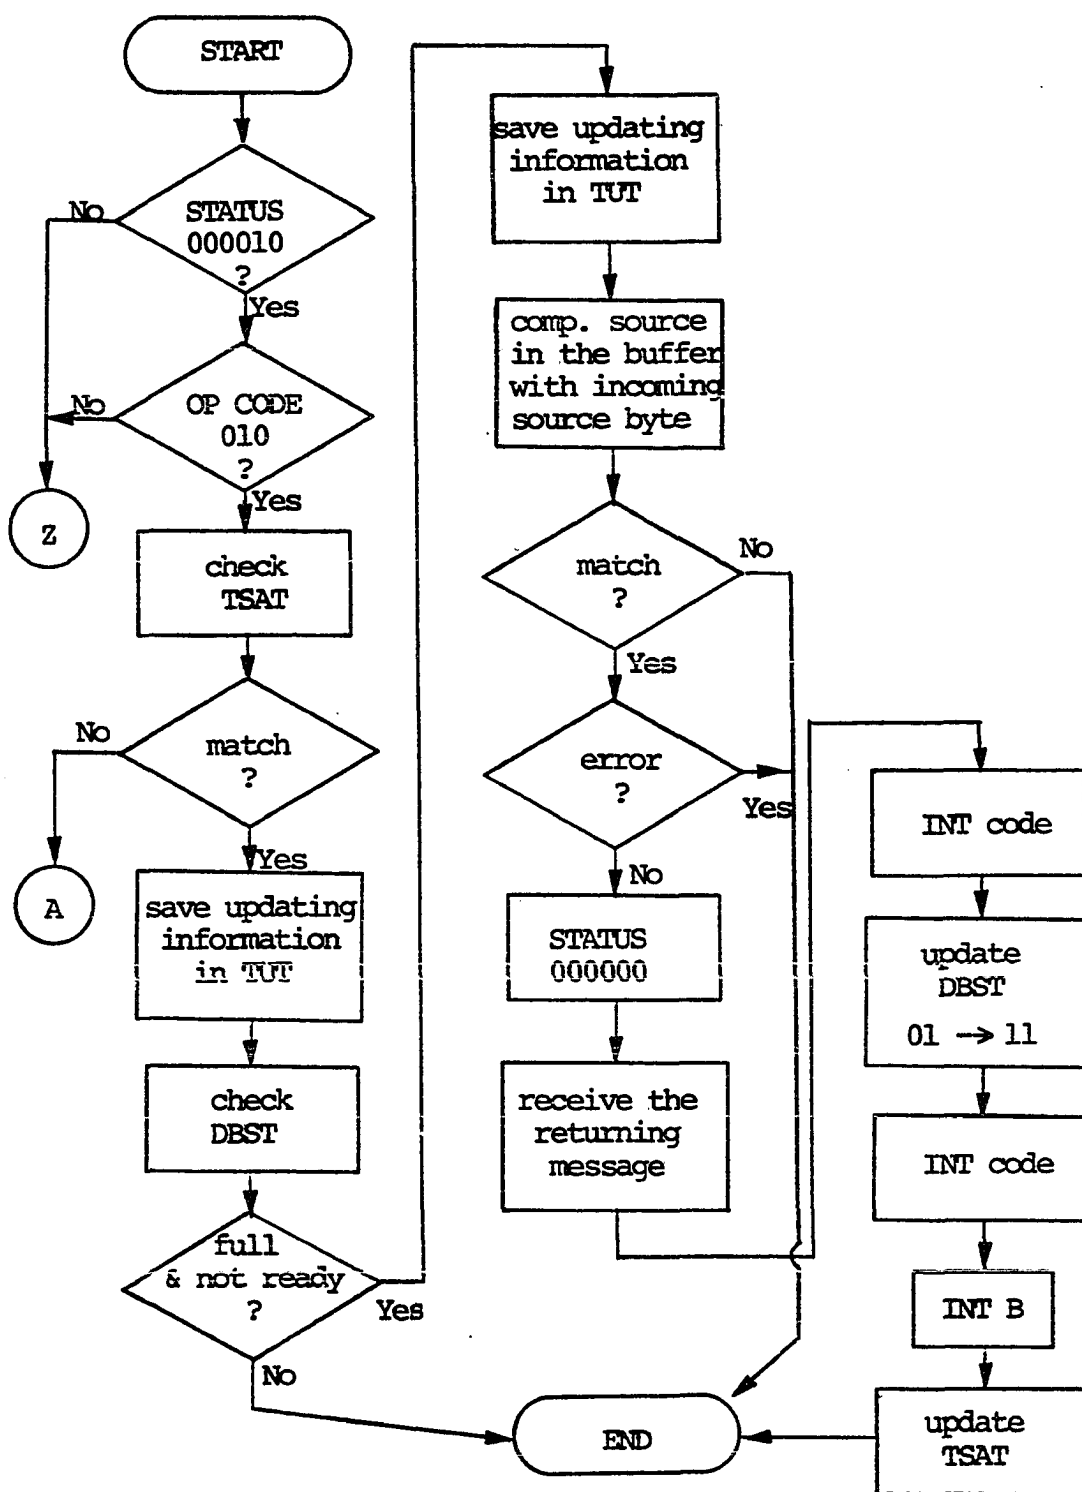 START
No
STATUS
000010
?
Yes
No
OP CODE
010
?
Yes
Z
check
TSAT
No
match
?
Yes
A
save updating
information
in TUT
check
DBST
full
& not ready
?
Yes
No
save updating
information
in TUT
comp. source
in the buffer
with incoming
source byte
match
?
No
Yes
error
?
Yes
No
STATUS
000000
receive the
returning
message
INT code
update
DBST
01 → 11
INT code
INT B
update
TSAT
END